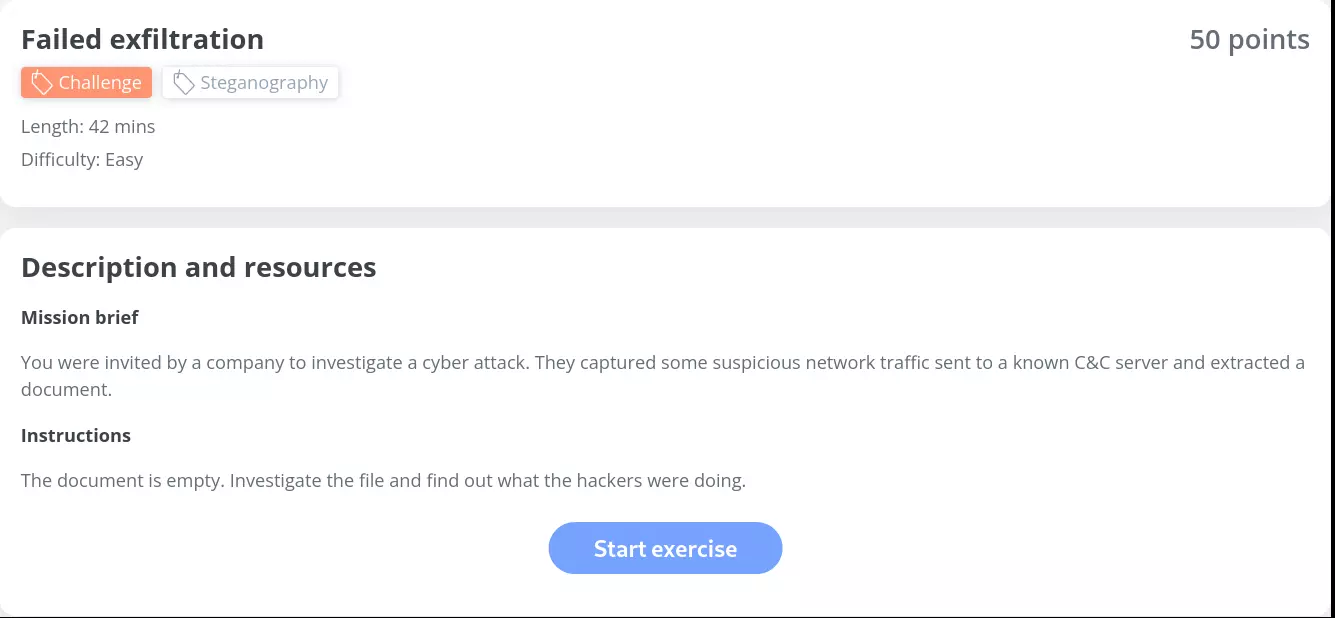 Failed exfiltration
50 points
Challenge
Steganography
Length: 42 mins
Difficulty: Easy
Description and resources
Mission brief
You were invited by a company to investigate a cyber attack. They captured some suspicious network traffic sent to a known C&C server and extracted a
document.
Instructions
The document is empty. Investigate the file and find out what the hackers were doing.
Start exercise